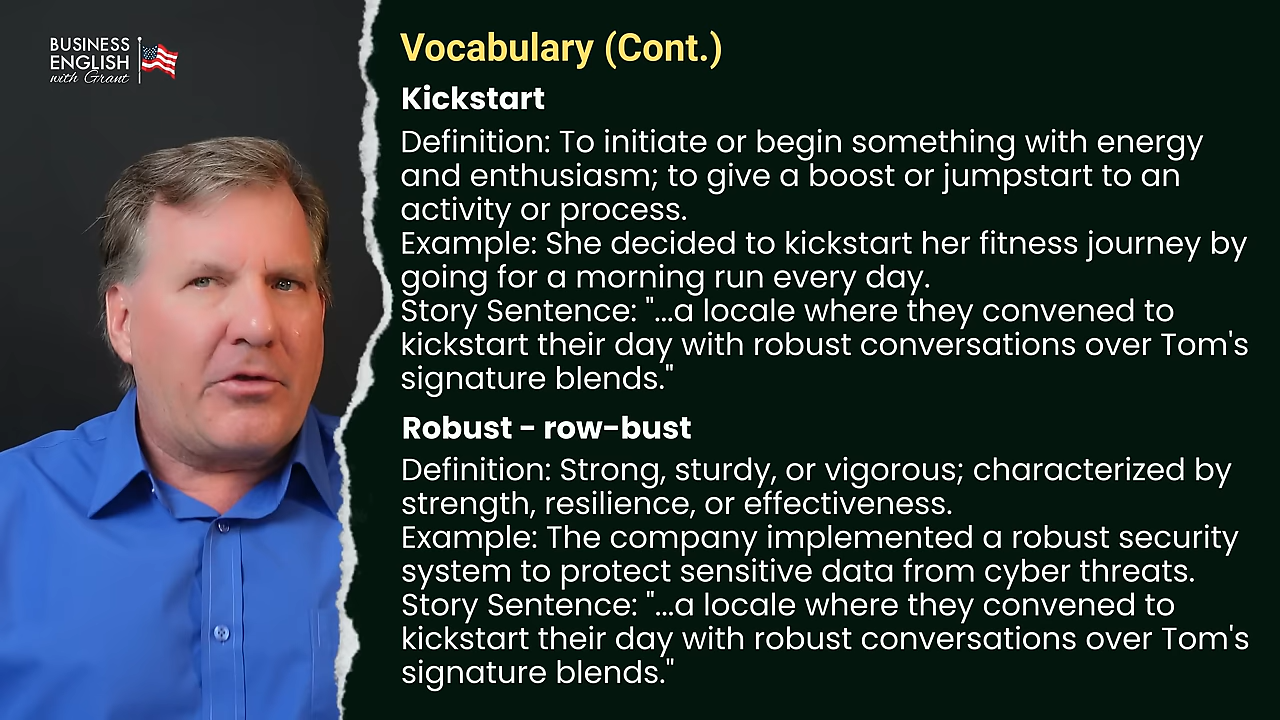 BUSINESS
ENGLISH
with Grant
Vocabulary (Cont.)
Kickstart
Definition: To initiate or begin something with energy
and enthusiasm; to give a boost or jumpstart to an
activity or process.
Example: She decided to kickstart her fitness journey by
going for a morning run every day.
Story Sentence: "...a locale where they convened to
kickstart their day with robust conversations over Tom's
signature blends."
Robust - row-bust
Definition: Strong, sturdy, or vigorous; characterized by
strength, resilience, or effectiveness.
Example: The company implemented a robust security
system to protect sensitive data from cyber threats.
Story Sentence: "...a locale where they convened to
kickstart their day with robust conversations over Tom's
signature blends."